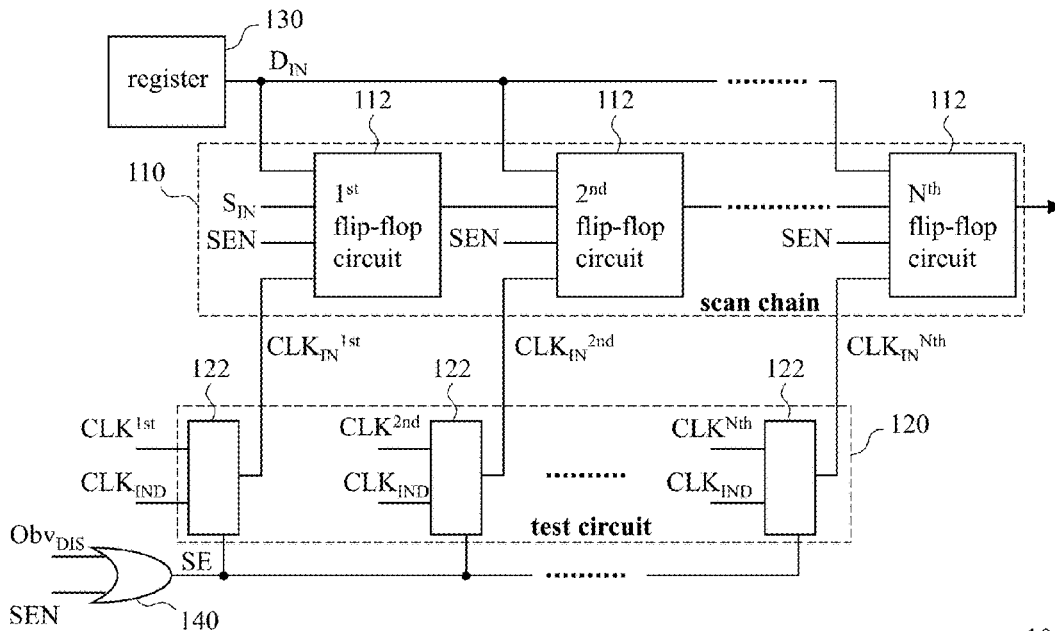 130
register
D_IN
112
112
112
110
S_IN
SEN
1st flip-flop circuit
SEN
2nd flip-flop circuit
SEN
Nth flip-flop circuit
scan chain
CLK_IN^1st
CLK_IN^2nd
CLK_IN^Nth
122
122
122
CLK^1st
CLK_IND
CLK^2nd
CLK_IND
CLK^Nth
CLK_IND
120
test circuit
Obv_DIS
SEN
SE
140